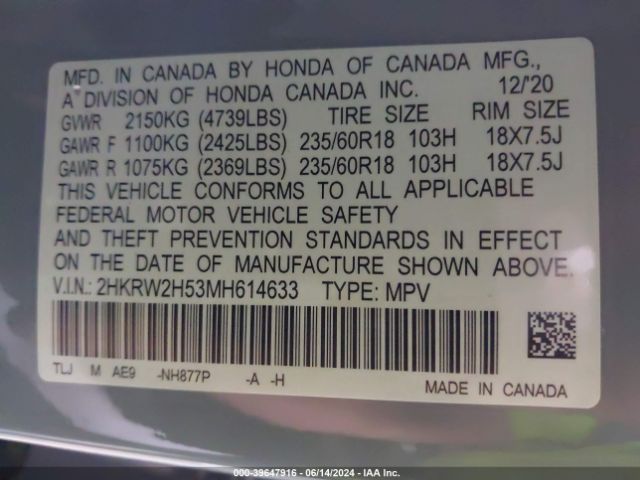 MFD. IN CANADA BY HONDA OF CANADA MFG.,
A DIVISION OF HONDA CANADA INC. 12/'20
GVWR 2150KG (4739LBS) TIRE SIZE RIM SIZE
GAWR F 1100KG (2425LBS) 235/60R18 103H 18X7.5J
GAWR R 1075KG (2369LBS) 235/60R18 103H 18X7.5J
THIS VEHICLE CONFORMS TO ALL APPLICABLE
FEDERAL MOTOR VEHICLE SAFETY
AND THEFT PREVENTION STANDARDS IN EFFECT
ON THE DATE OF MANUFACTURE SHOWN ABOVE.
V.I.N.: 2HKRW2H53MH614633 TYPE: MPV
TLJ M AE9 -NH877P -A -H
MADE IN CANADA
000-39647916 - 06/14/2024 - IAA Inc.